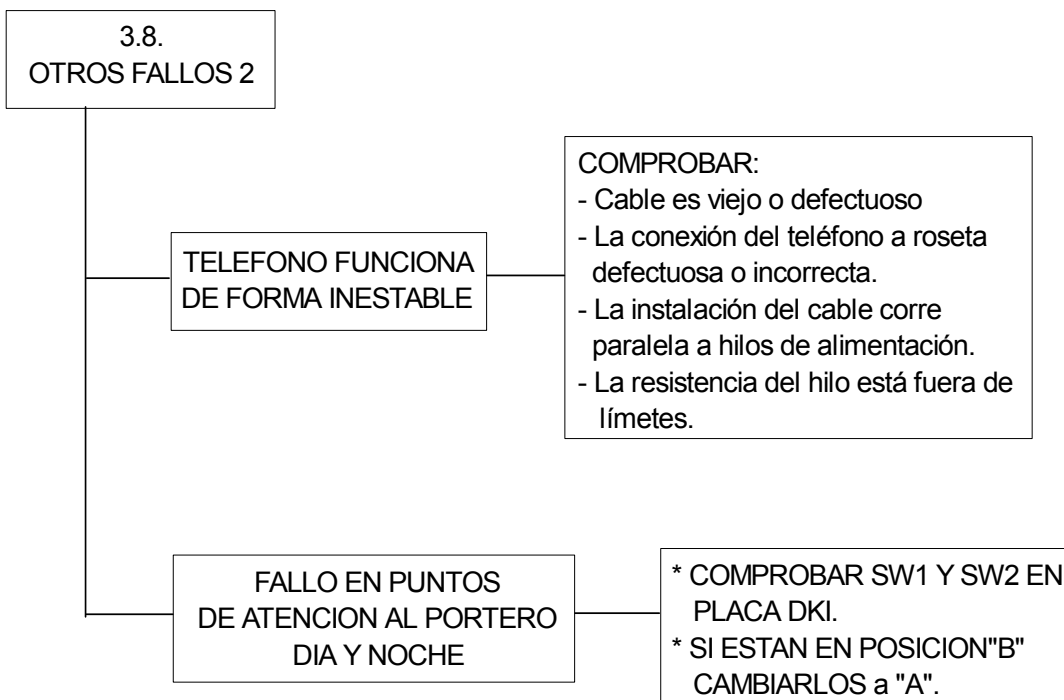 3.8.
OTROS FALLOS 2
COMPROBAR:
- Cable es viejo o defectuoso
- La conexión del teléfono a roseta
defectuosa o incorrecta.
- La instalación del cable corre
paralela a hilos de alimentación.
- La resistencia del hilo está fuera de
límetes.
TELEFONO FUNCIONA
DE FORMA INESTABLE
FALLO EN PUNTOS
DE ATENCION AL PORTERO
DIA Y NOCHE
* COMPROBAR SW1 Y SW2 EN
PLACA DKI.
* SI ESTAN EN POSICION"B"
CAMBIARLOS a "A".